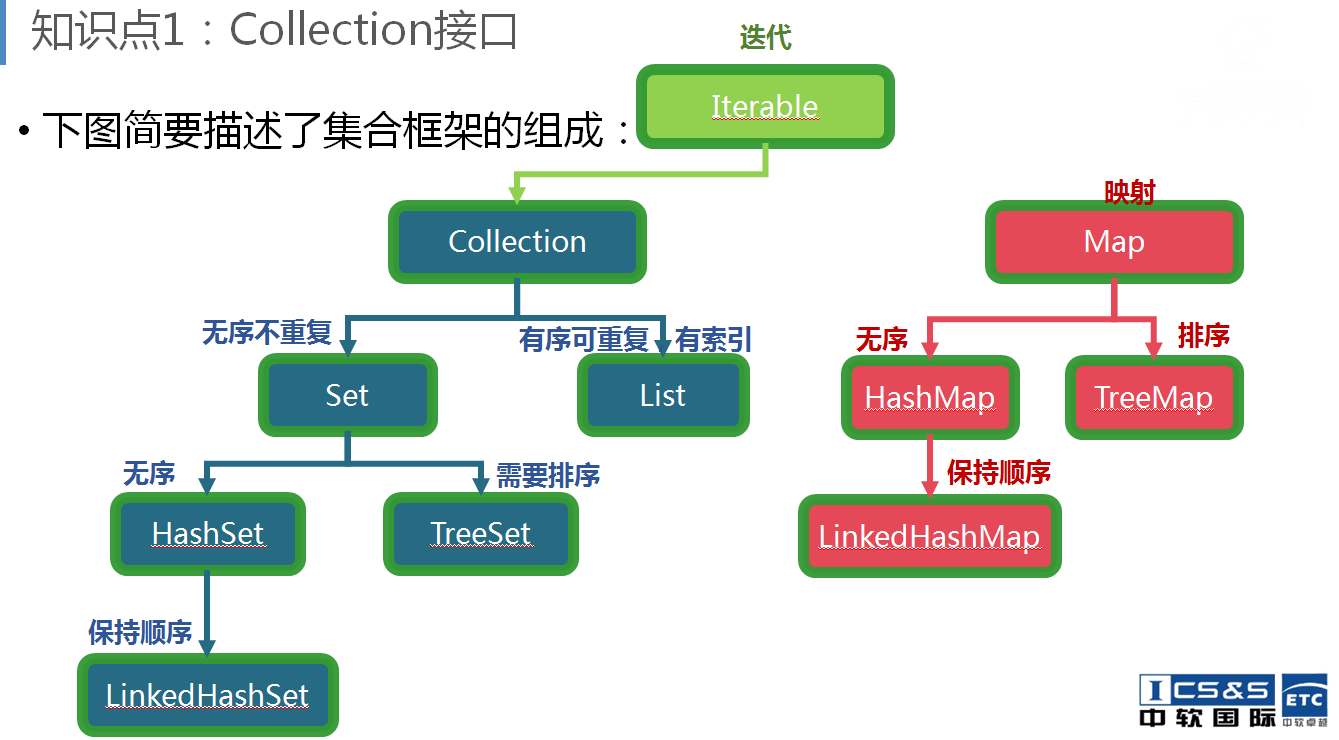 知识点1：Collection接口
迭代
Iterable
• 下图简要描述了集合框架的组成：
映射
Collection
Map
无序不重复
有序可重复
有索引
无序
排序
Set
List
HashMap
TreeMap
无序
需要排序
保持顺序
HashSet
TreeSet
LinkedHashMap
保持顺序
LinkedHashSet
ICS&S
ETC
中软国际
中软卓越